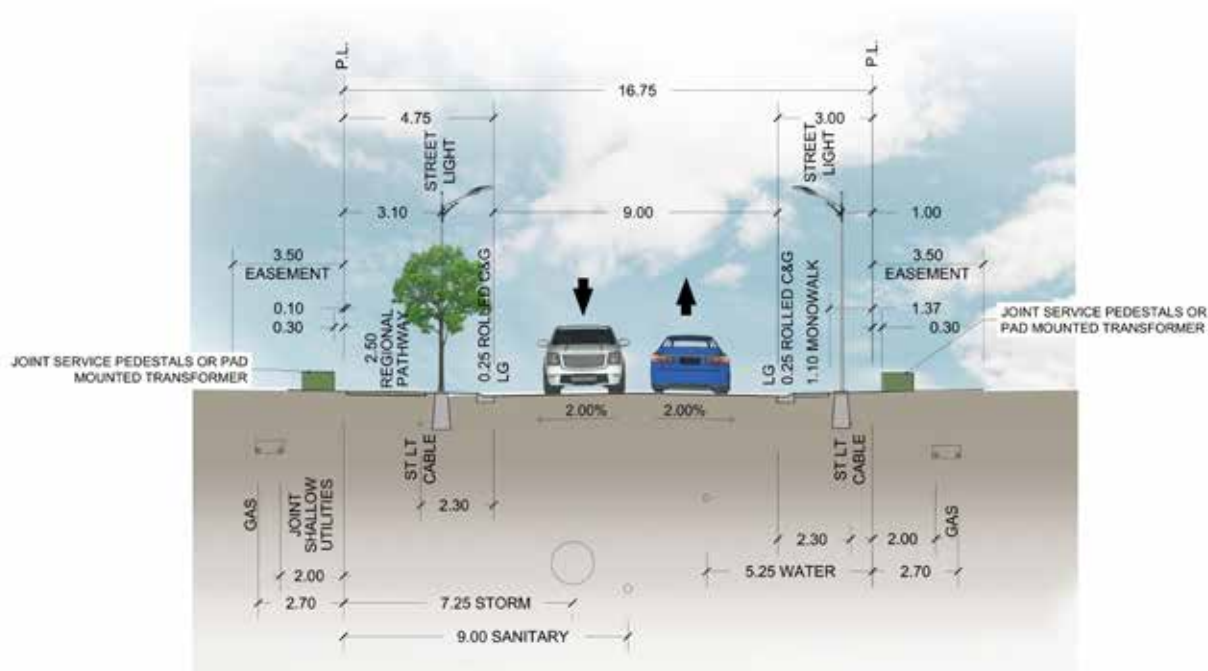 P.L.
P.L.
16.75
4.75
3.00
STREET
LIGHT
STREET
LIGHT
3.10
9.00
1.00
3.50
EASEMENT
3.50
EASEMENT
0.10
1.37
0.30
0.30
JOINT SERVICE PEDESTALS OR PAD
MOUNTED TRANSFORMER
JOINT SERVICE PEDESTALS OR
PAD MOUNTED TRANSFORMER
2.50
REGIONAL
PATHWAY
0.25 ROLLED C&G
LG
LG
0.25 ROLLED C&G
1.10 MONOWALK
2.00%
2.00%
ST LT
CABLE
ST LT
CABLE
GAS
JOINT
SHALLOW
UTILITIES
GAS
2.30
2.30
2.00
5.25 WATER
2.70
2.00
2.70
7.25 STORM
9.00 SANITARY